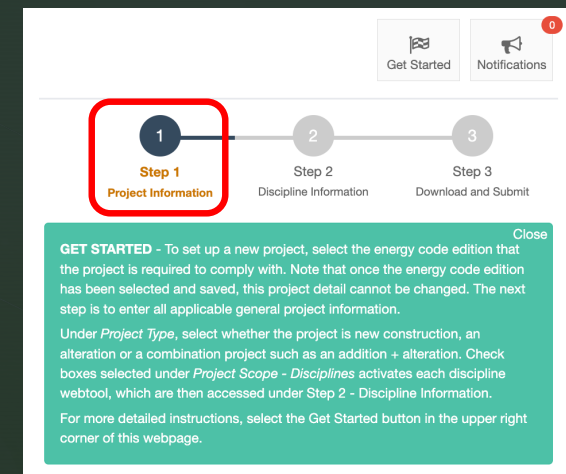 0
Get Started
Notifications
1
2
3
Step 1
Step 2
Step 3
Project Information
Discipline Information
Download and Submit
Close
GET STARTED - To set up a new project, select the energy code edition that
the project is required to comply with. Note that once the energy code edition
has been selected and saved, this project detail cannot be changed. The next
step is to enter all applicable general project information.
Under Project Type, select whether the project is new construction, an
alteration or a combination project such as an addition + alteration. Check
boxes selected under Project Scope - Disciplines activates each discipline
webtool, which are then accessed under Step 2 - Discipline Information.
For more detailed instructions, select the Get Started button in the upper right
corner of this webpage.